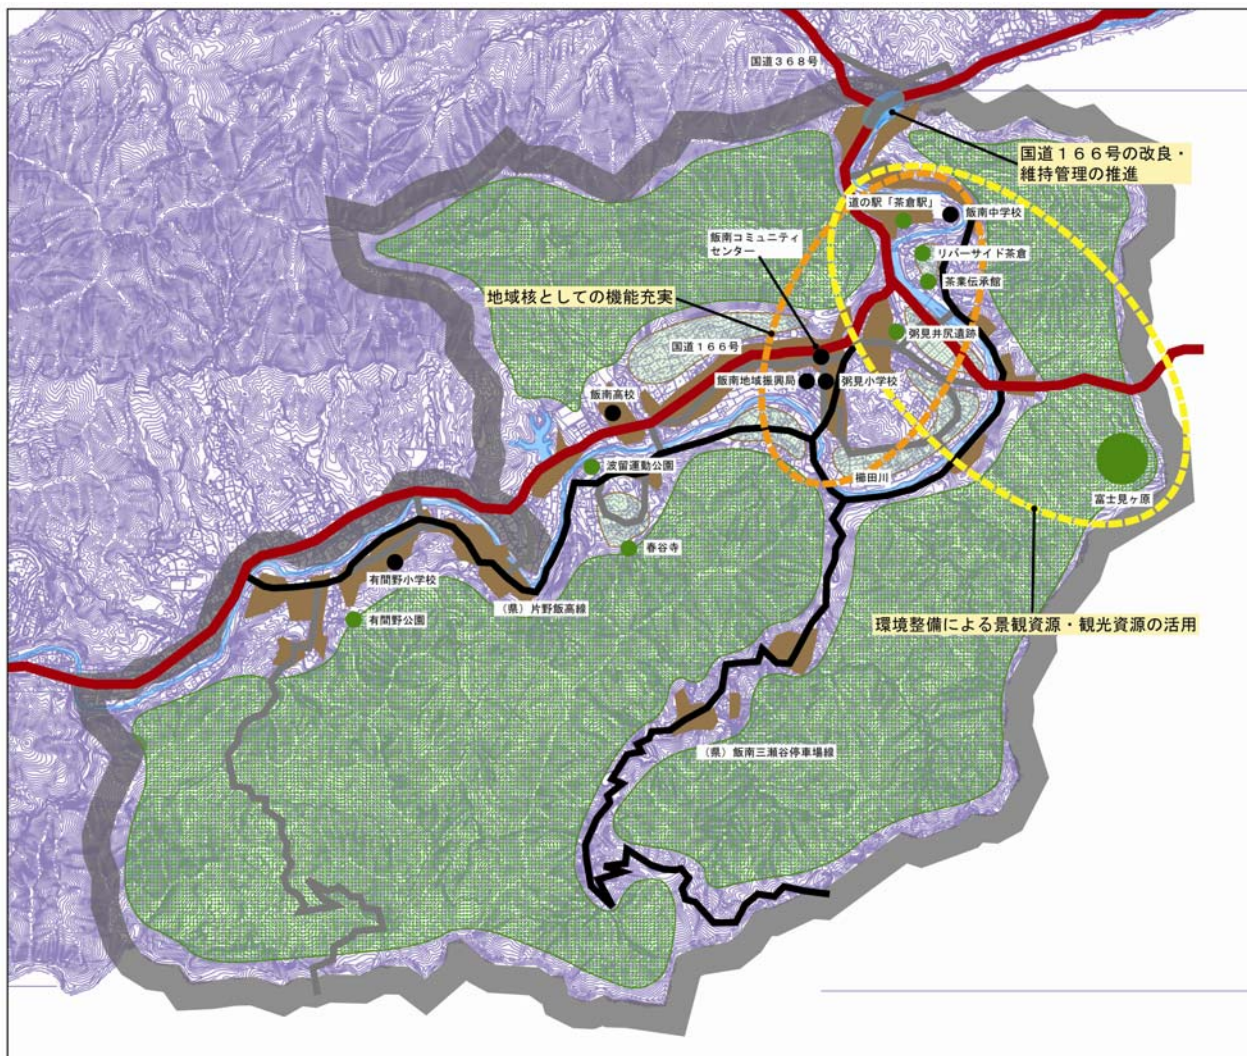 国道368号
国道166号の改良・
維持管理の推進
道の駅「茶倉駅」
飯南中学校
飯南コミュニティ
センター
リバーサイド茶倉
茶業伝承館
地域核としての機能充実
粥見井尻遺跡
国道166号
飯南地域振興局
粥見小学校
飯南高校
波留運動公園
櫛田川
富士見ヶ原
春谷寺
有間野小学校
(県)片野飯高線
有間野公園
環境整備による景観資源・観光資源の活用
(県)飯南三瀬谷停車場線